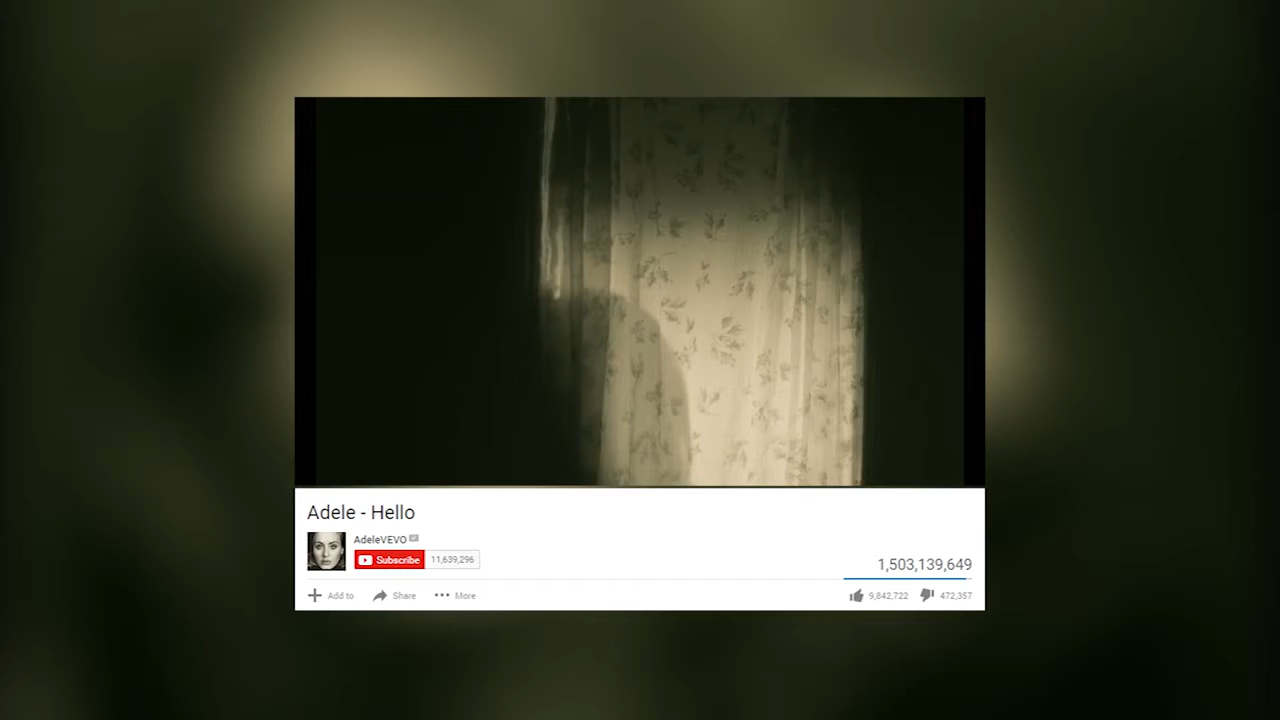 Adele - Hello
AdeleVEVO
Subscribe 11,639,296
1,503,139,649
Add to Share More 9,842,722 472,357